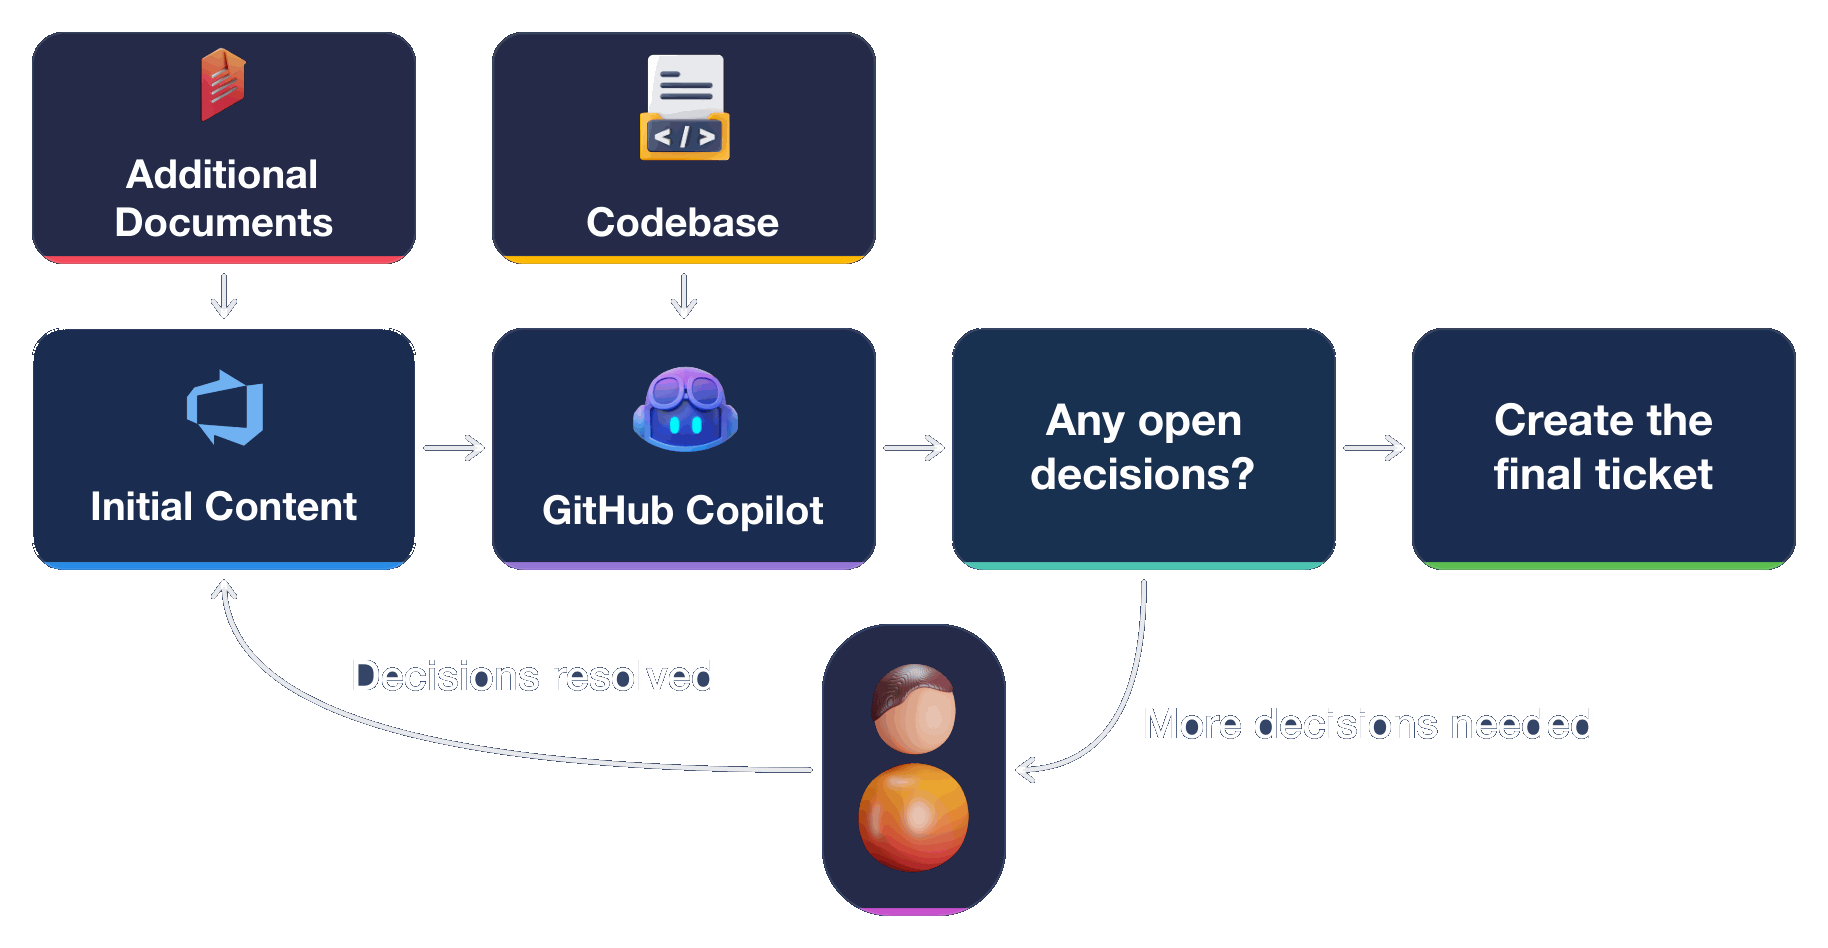 Additional
Documents
</>
Codebase
Initial Content
GitHub Copilot
Any open
decisions?
Create the
final ticket
Decisions resolved
More decisions needed